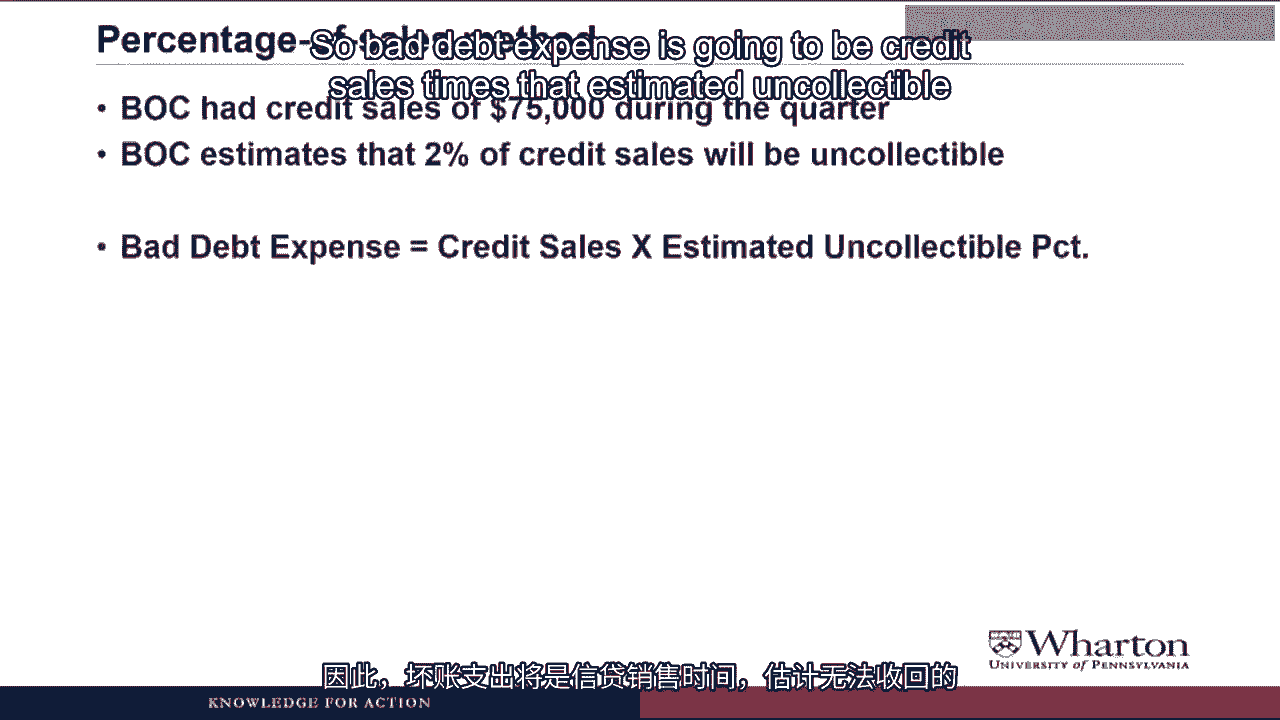 Percentage-of-sales method
So bad debt expense is going to be credit
sales times that estimated uncollectible
• BOC had credit sales of $75,000 during the quarter
• BOC estimates that 2% of credit sales will be uncollectible
• Bad Debt Expense = Credit Sales X Estimated Uncollectible Pct.
Wharton
UNIVERSITY of PENNSYLVANIA
因此，坏账支出将是信贷销售时间，估计无法收回的
KNOWLEDGE FOR ACTION